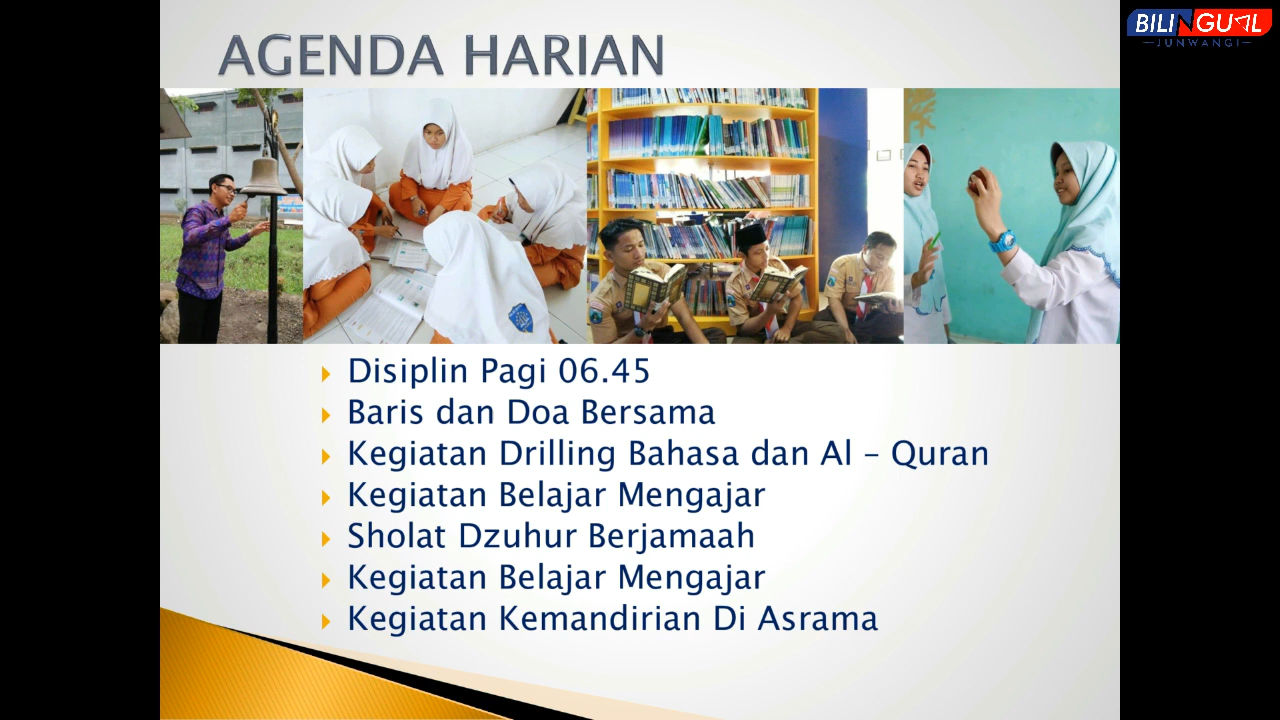 BILINGUAL
JUNWANGI
AGENDA HARIAN
Disiplin Pagi 06.45
Baris dan Doa Bersama
Kegiatan Drilling Bahasa dan Al – Quran
Kegiatan Belajar Mengajar
Sholat Dzuhur Berjamaah
Kegiatan Belajar Mengajar
Kegiatan Kemandirian Di Asrama